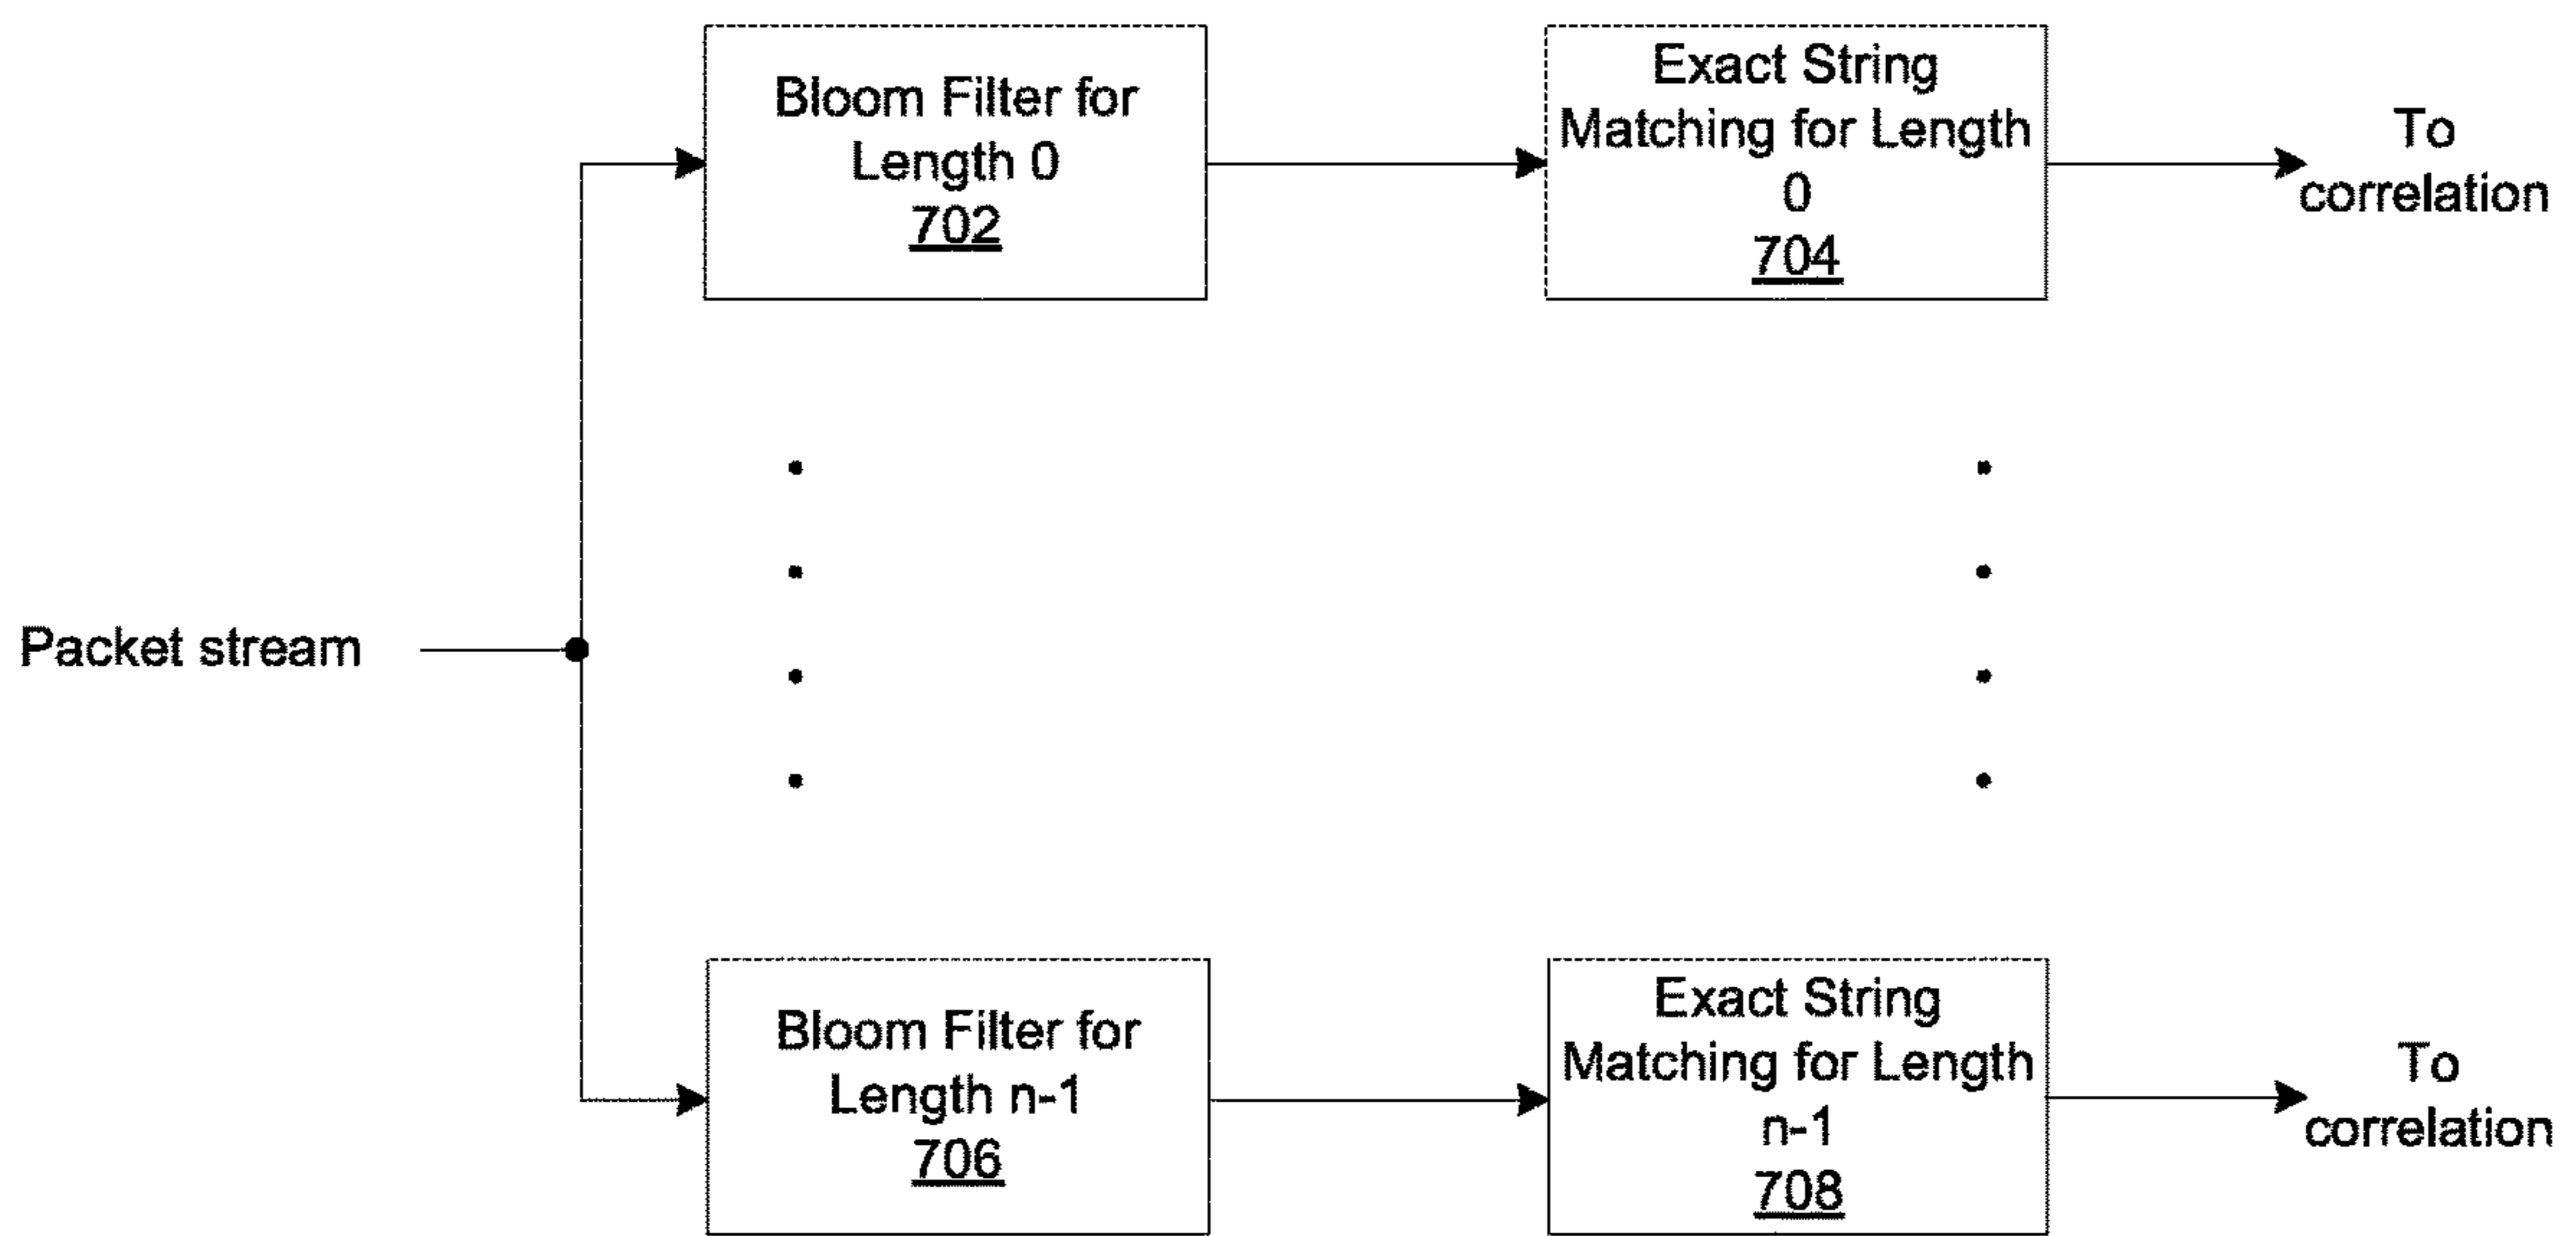 Bloom Filter for
Length 0
702
Exact String
Matching for Length
0
704
To
correlation
Packet stream
Bloom Filter for
Length n-1
706
Exact String
Matching for Length
n-1
708
To
correlation